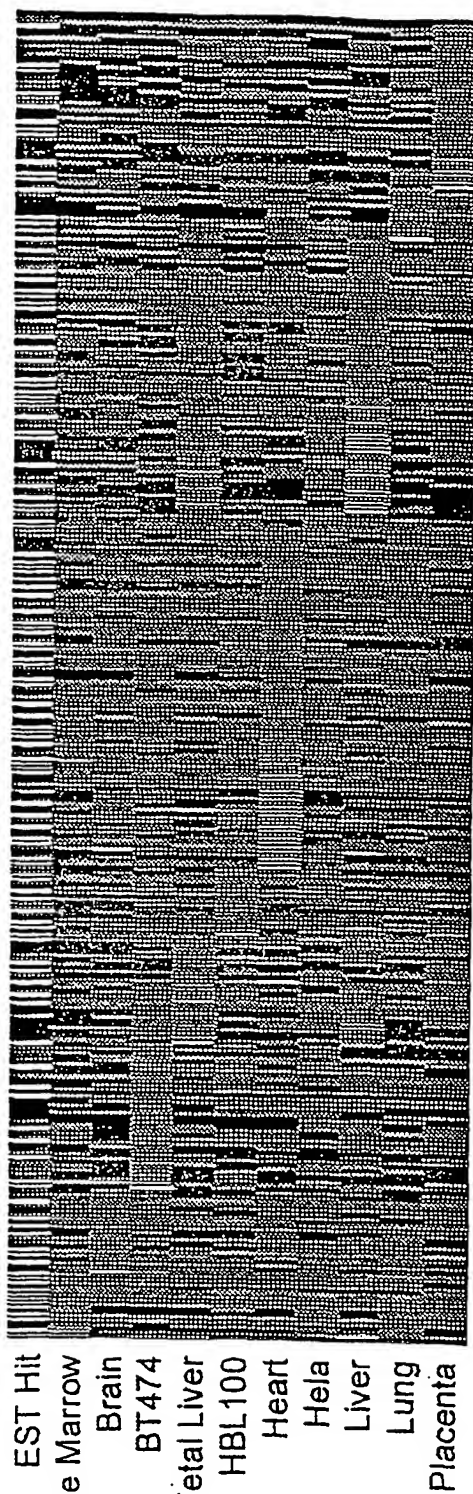 EST Hit
e Marrow
Brain
BT474
etal Liver
HBL100
Heart
Hela
Liver
Lung
Placenta